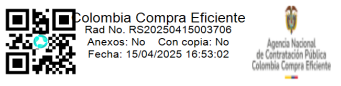 Colombia Compra Eficiente
Rad No. RS20250415003706
Anexos: No Con copia: No
Fecha: 15/04/2025 16:53:02
Agencia Nacional
de Contratación Pública
Colombia Compra Eficiente